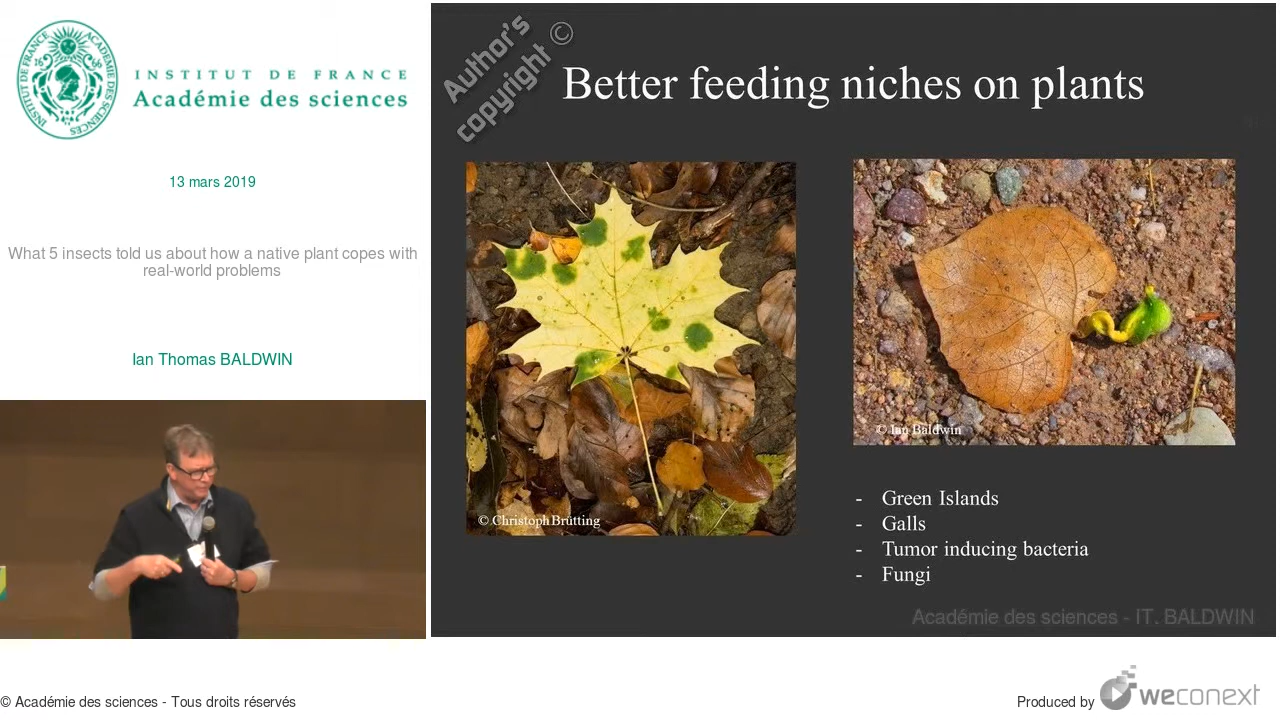 INSTITUT DE FRANCE
Académie des sciences
13 mars 2019
What 5 insects told us about how a native plant copes with
real-world problems
Ian Thomas BALDWIN
Author's
copyright ©
Better feeding niches on plants
© Christoph Brütting
© Ian Baldwin
- Green Islands
- Galls
- Tumor inducing bacteria
- Fungi
Académie des sciences - IT. BALDWIN
© Académie des sciences - Tous droits réservés
Produced by weconext